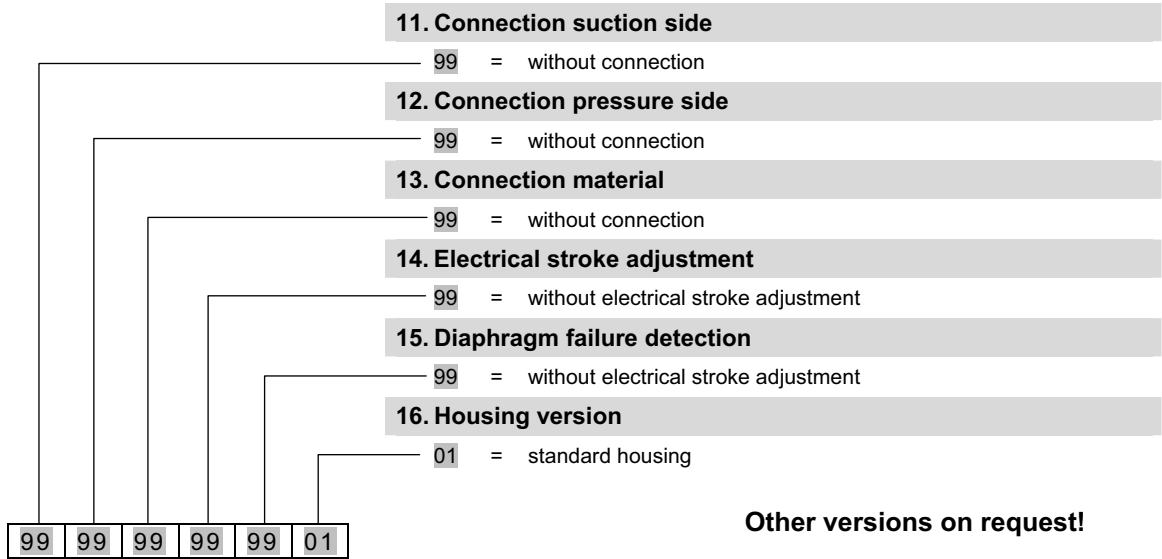 11. Connection suction side
99 = without connection
12. Connection pressure side
99 = without connection
13. Connection material
99 = without connection
14. Electrical stroke adjustment
99 = without electrical stroke adjustment
15. Diaphragm failure detection
99 = without electrical stroke adjustment
16. Housing version
01 = standard housing
Other versions on request!
99 99 99 99 99 01